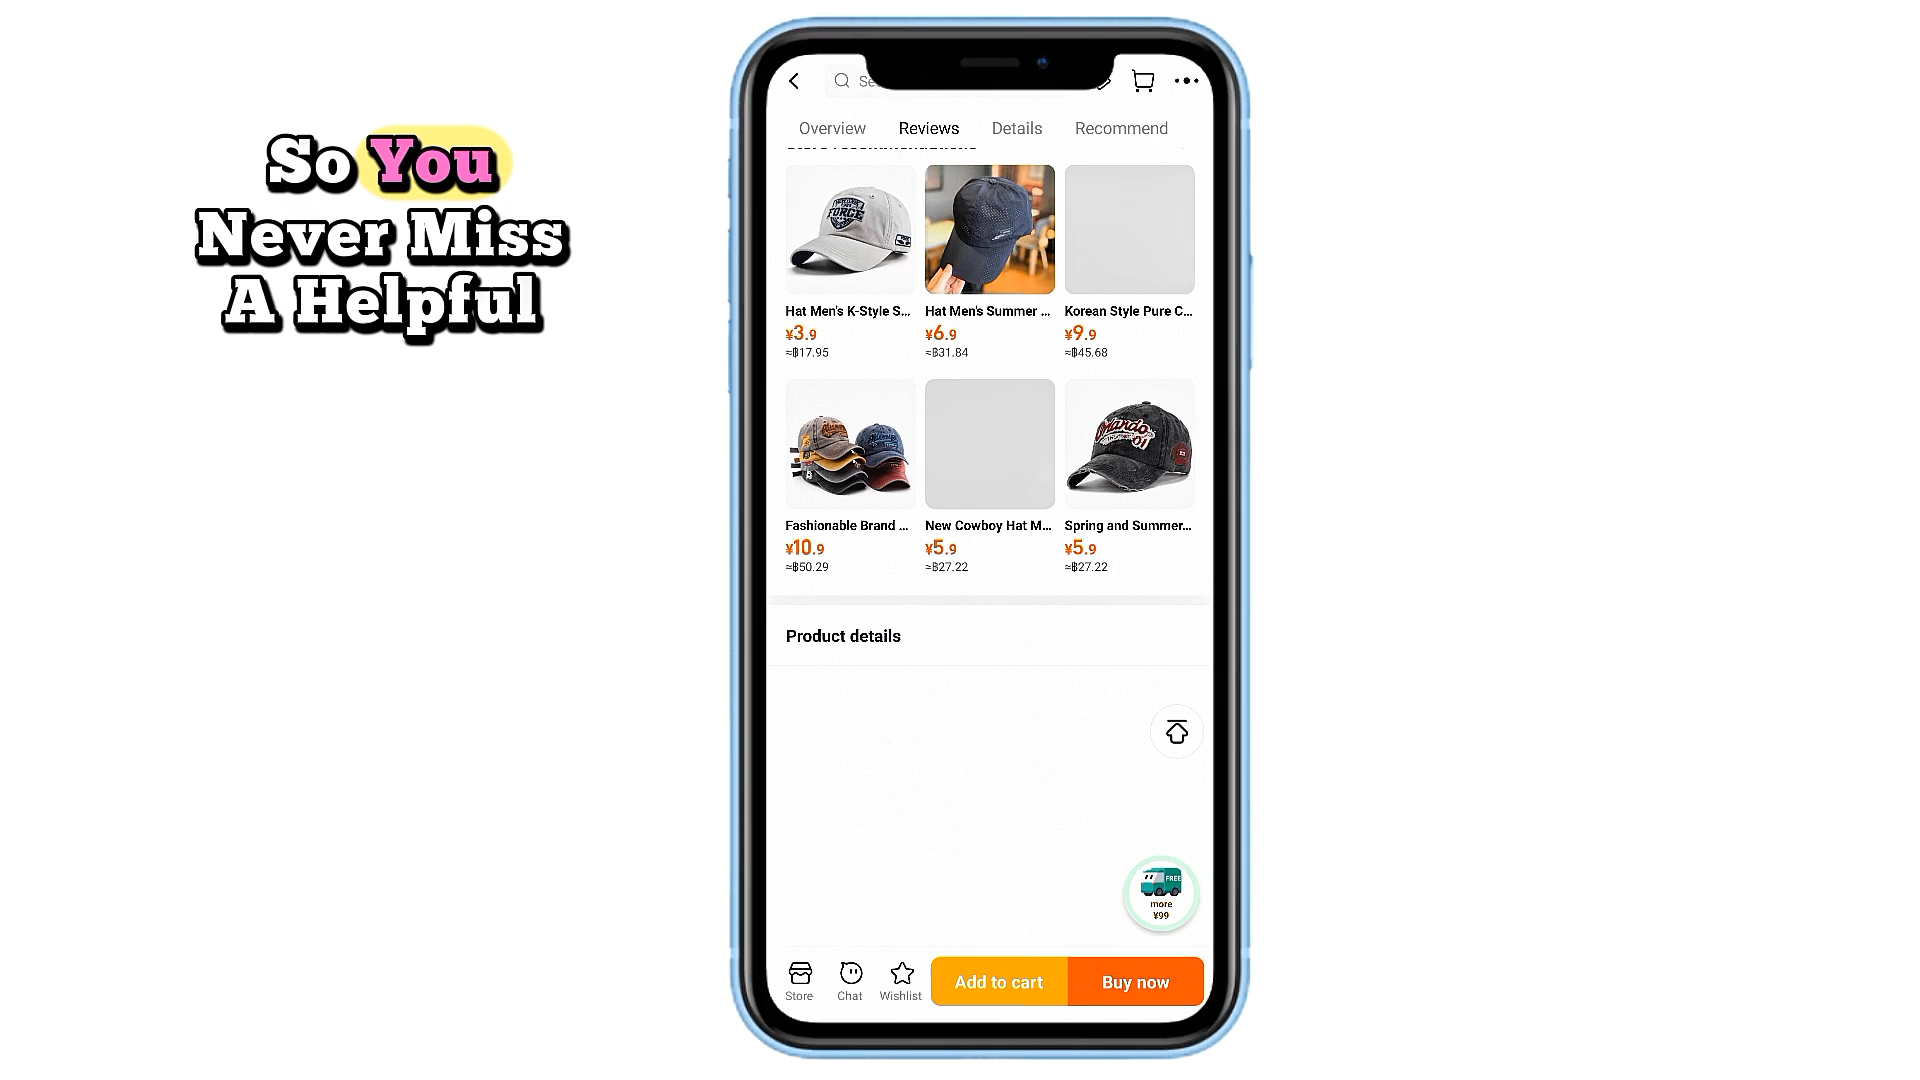 So You
Never Miss
A Helpful
Overview Reviews Details Recommend
FORCE
Hat Men's K-Style S... Hat Men's Summer ... Korean Style Pure C...
¥3.9 ¥6.9 ¥9.9
≈฿17.95 ≈฿31.84 ≈฿45.68
Orlando
01
Fashionable Brand ... New Cowboy Hat M... Spring and Summer...
¥10.9 ¥5.9 ¥5.9
≈฿50.29 ≈฿27.22 ≈฿27.22
Product details
FREE
more
¥99
Store Chat Wishlist Add to cart Buy now